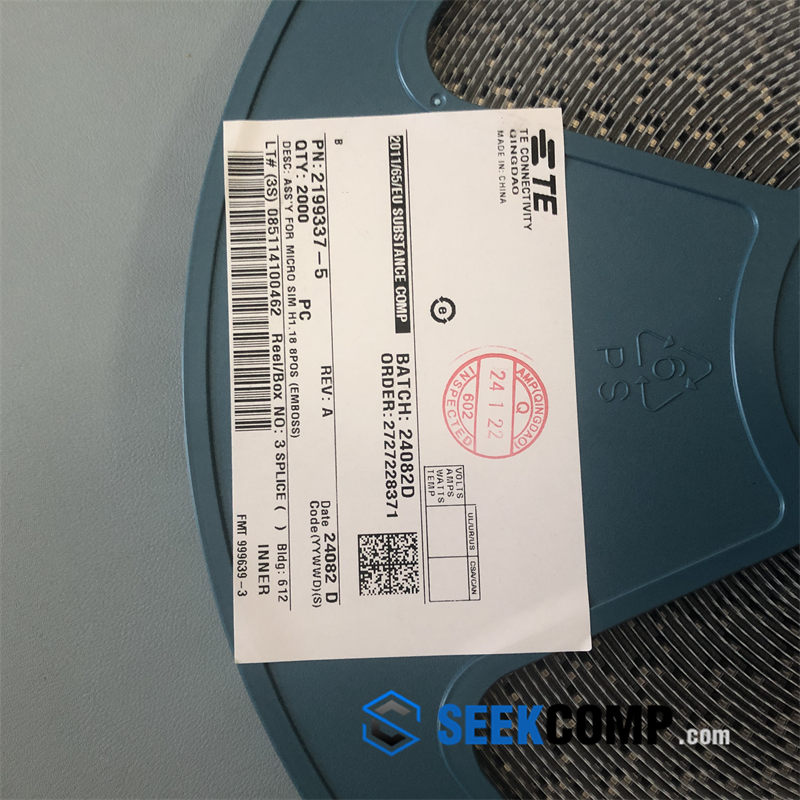 TE
TE CONNECTIVITY
QINGDAO
MADE IN: CHINA
2011/65/EU SUBSTANCE COMP
e
AMP(QINGDAO)
Q
24 1 22
602
INSPECTED
UL/UR/US CSA/CAN
VOLTS
AMPS
WATTS
TEMP
BATCH: 24082D
ORDER: 2727228371
B
PN: 2199337-5 REV: A Date 24082 D
QTY: 2000 PC Code(YYWWD)(S)
DESC: ASS'Y FOR MICRO SIM H1.18 8POS (EMBOSS)
LT# (3S) 085114100462 Reel/Box NO: 3 SPLICE ( ) Bldg: 612
INNER
FMT 999639-3
6
PS
SEEKCOMP.com